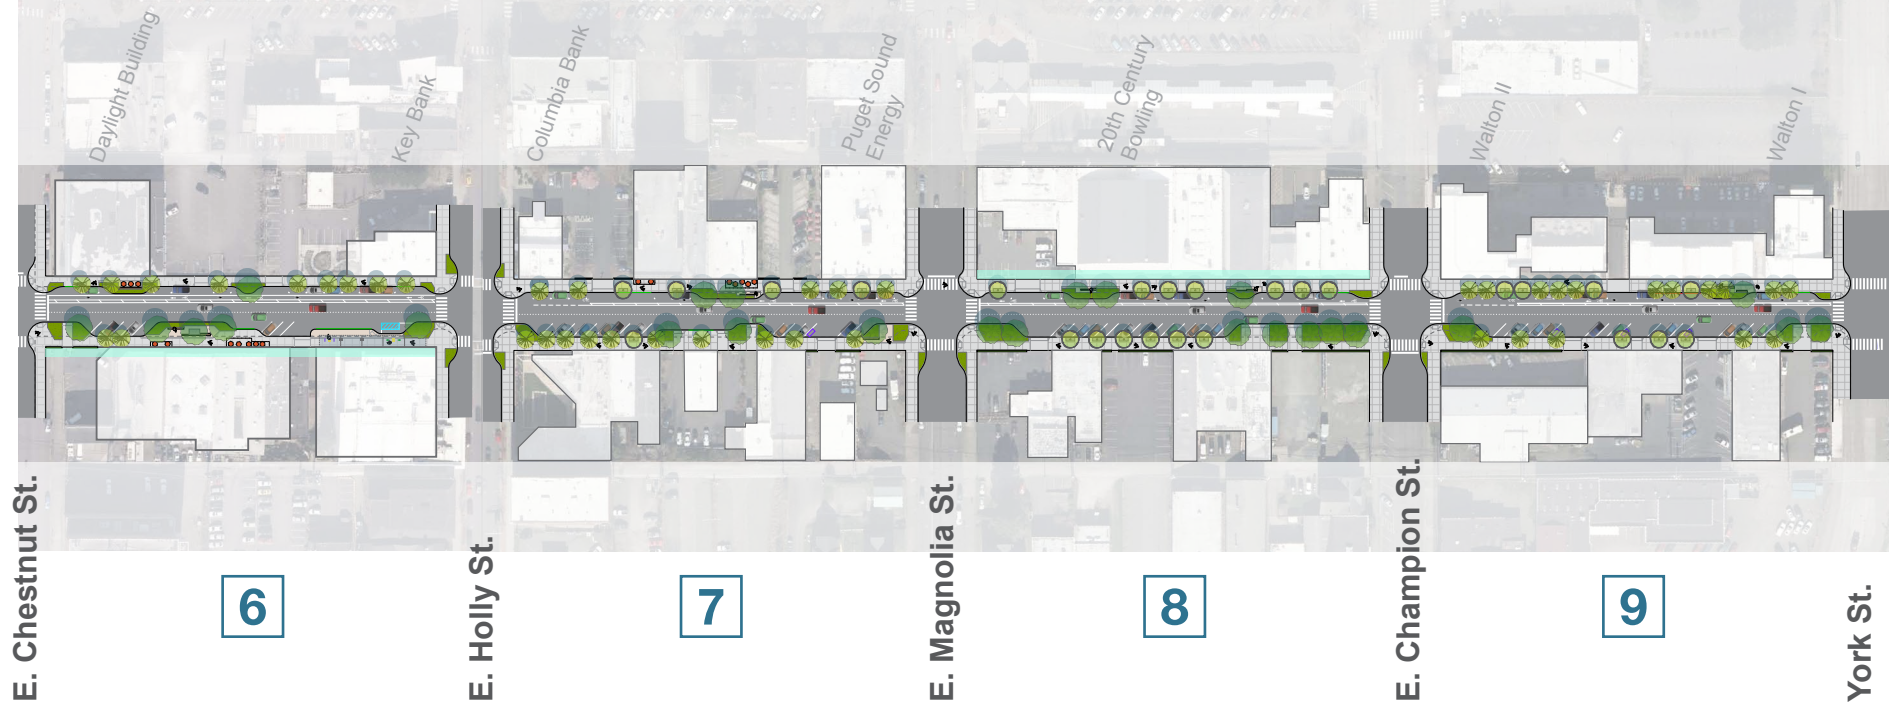 Daylight Building
Key Bank
Columbia Bank
Puget Sound
Energy
20th Century
Bowling
Walton II
Walton I
E. Chestnut St.
E. Holly St.
E. Magnolia St.
E. Champion St.
York St.
6
7
8
9